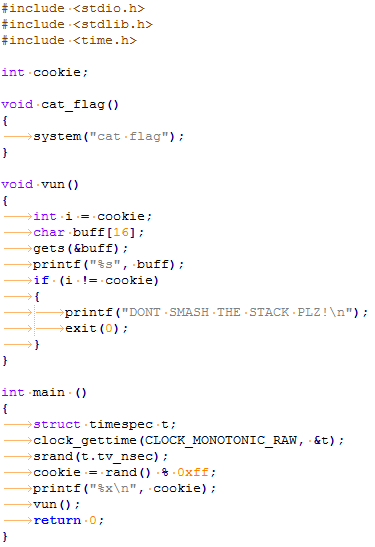 #include <stdio.h>
#include <stdlib.h>
#include <time.h>

int cookie;

void cat_flag()
{
	system("cat flag");
}

void vun()
{
	int i = cookie;
	char buff[16];
	gets(&buff);
	printf("%s", buff);
	if (i != cookie)
	{
		printf("DONT SMASH THE STACK PLZ!\n");
		exit(0);
	}
}

int main ()
{
	struct timespec t;
	clock_gettime(CLOCK_MONOTONIC_RAW, &t);
	srand(t.tv_nsec);
	cookie = rand() % 0xff;
	printf("%x\n", cookie);
	vun();
	return 0;
}